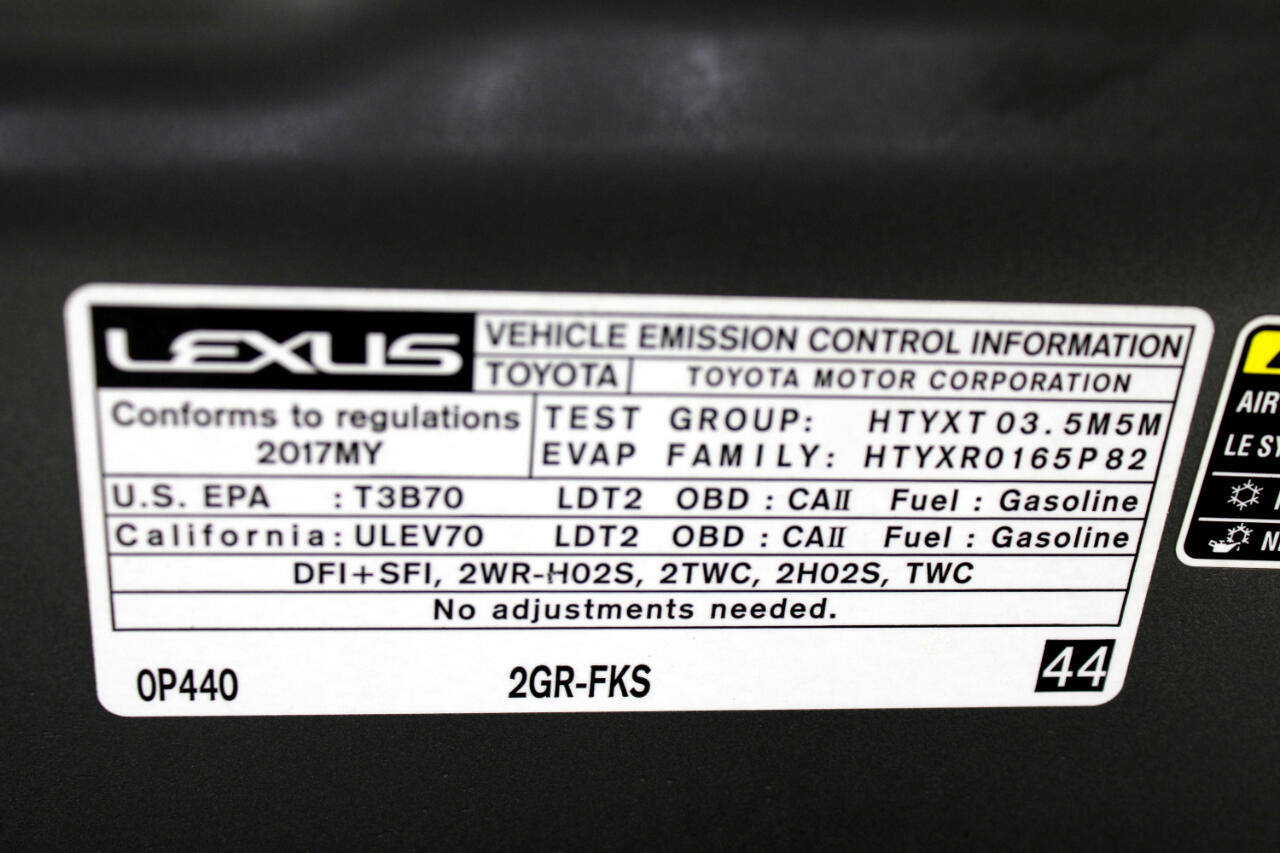 LEXUS VEHICLE EMISSION CONTROL INFORMATION
TOYOTA TOYOTA MOTOR CORPORATION
Conforms to regulations
2017MY
TEST GROUP: HTYXT03.5M5M
EVAP FAMILY: HTYXR0165P82
U.S. EPA : T3B70 LDT2 OBD : CAII Fuel : Gasoline
California: ULEV70 LDT2 OBD : CAII Fuel : Gasoline
DFI+SFI, 2WR-H02S, 2TWC, 2H02S, TWC
No adjustments needed.
0P440 2GR-FKS 44
AIR
LE